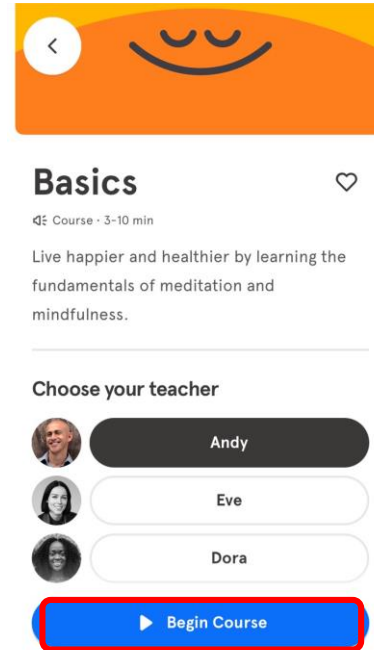 Basics
Course · 3-10 min
Live happier and healthier by learning the
fundamentals of meditation and
mindfulness.
Choose your teacher
Andy
Eve
Dora
Begin Course